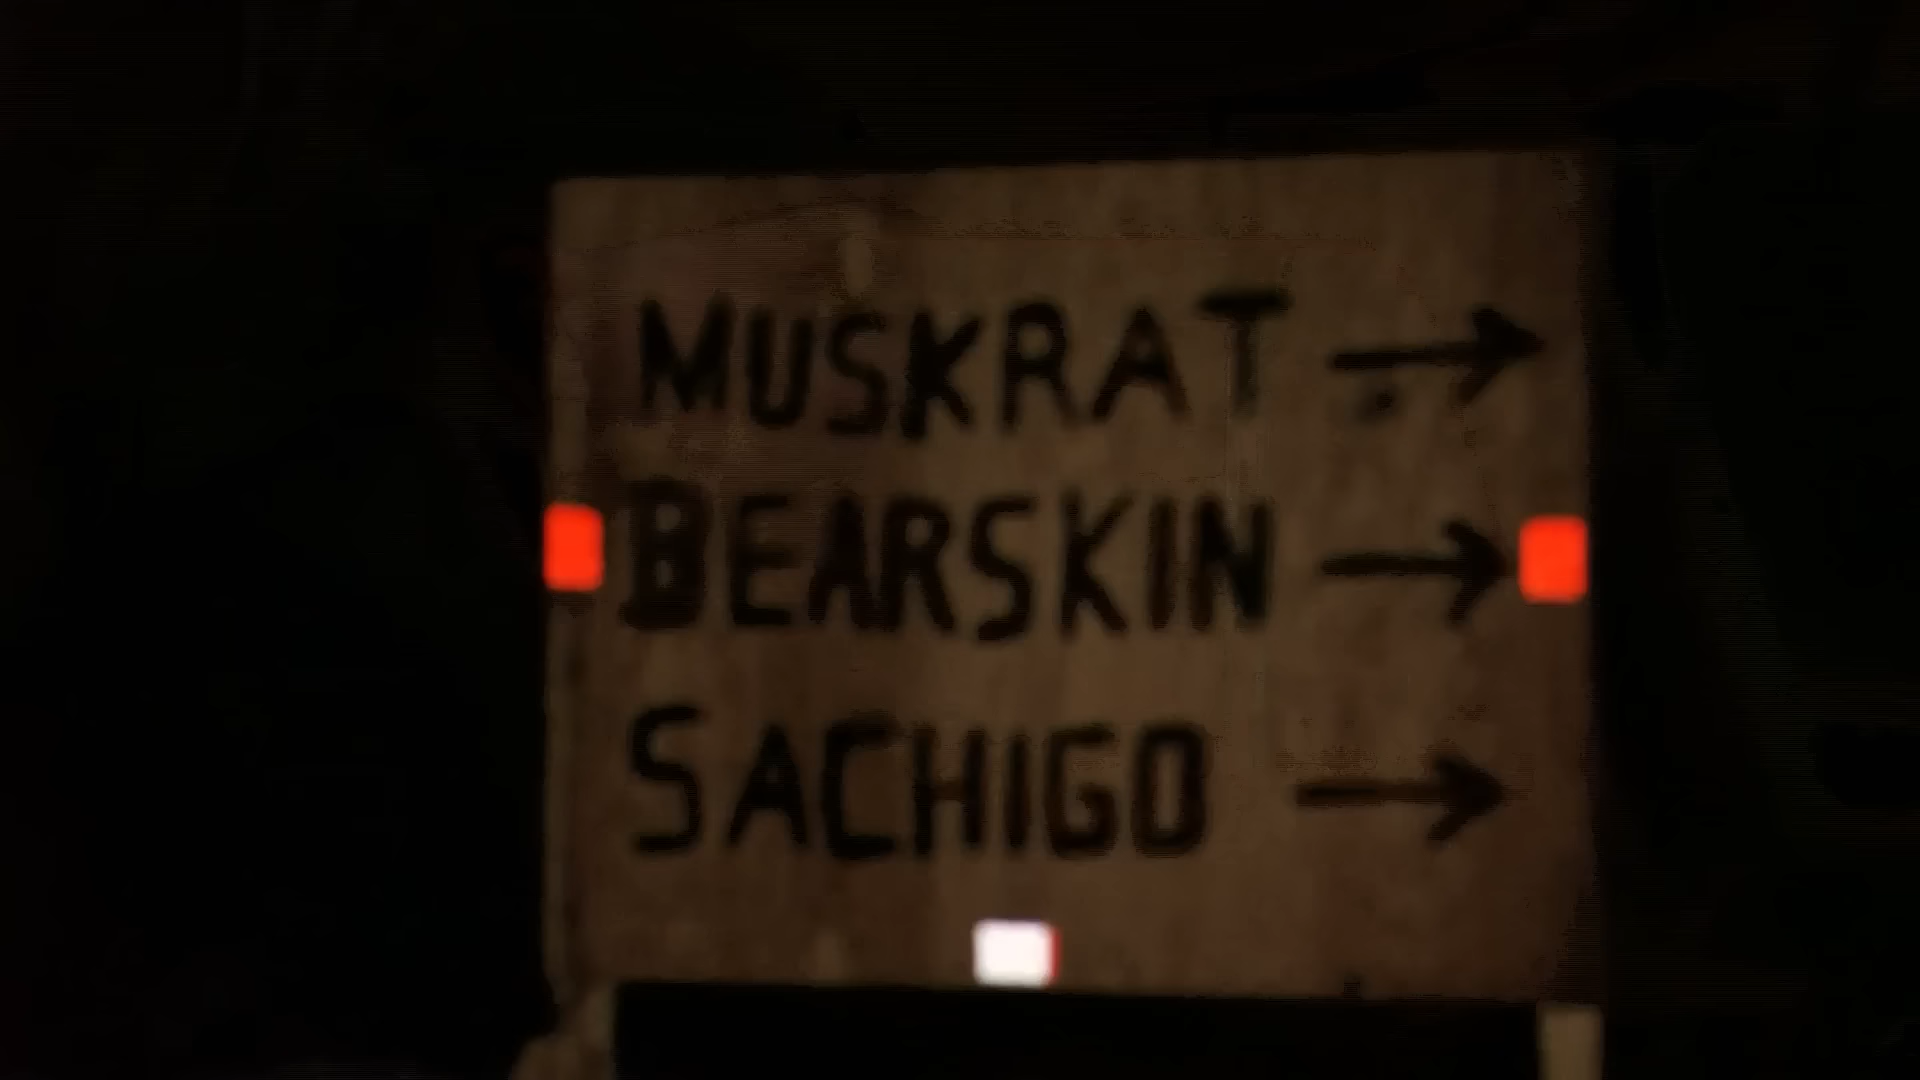 MUSKRAT →
BEARSKIN →
SACHIGO →